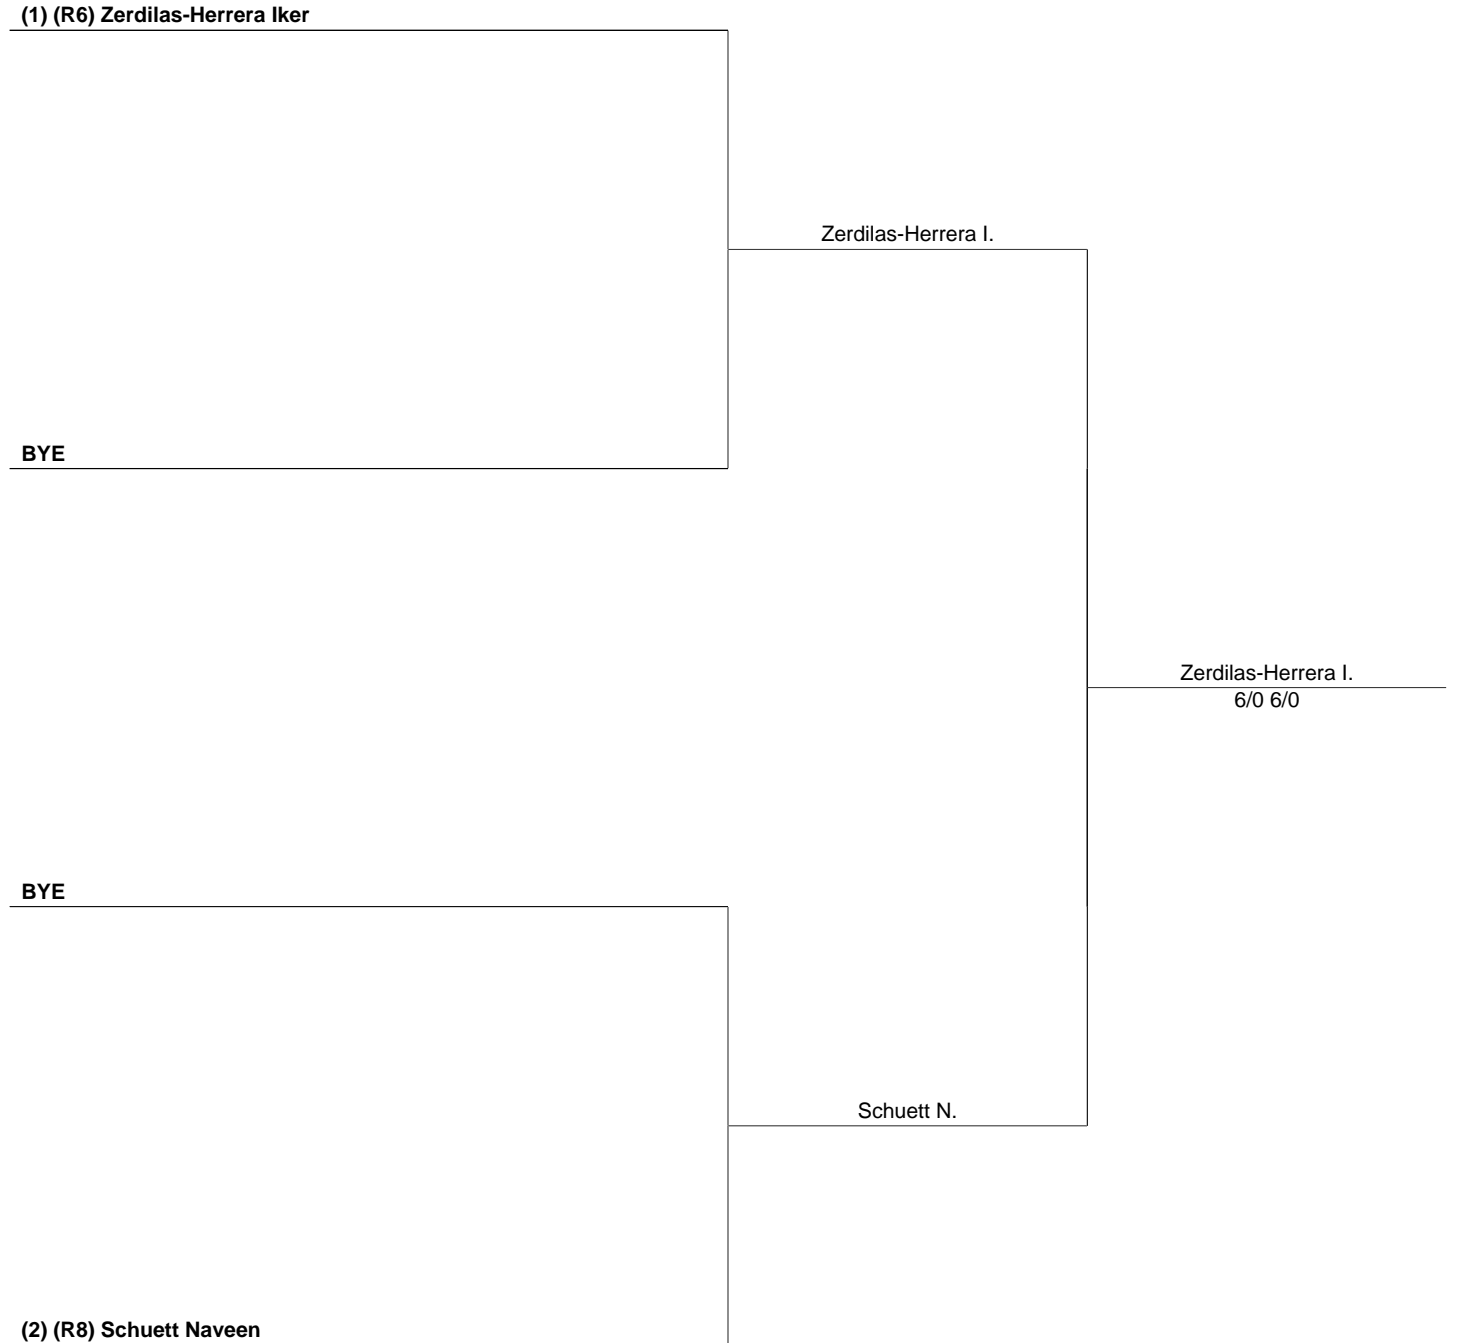 (1) (R6) Zerdilas-Herrera Iker
Zerdilas-Herrera I.
BYE
Zerdilas-Herrera I.
6/0 6/0
BYE
Schuett N.
(2) (R8) Schuett Naveen